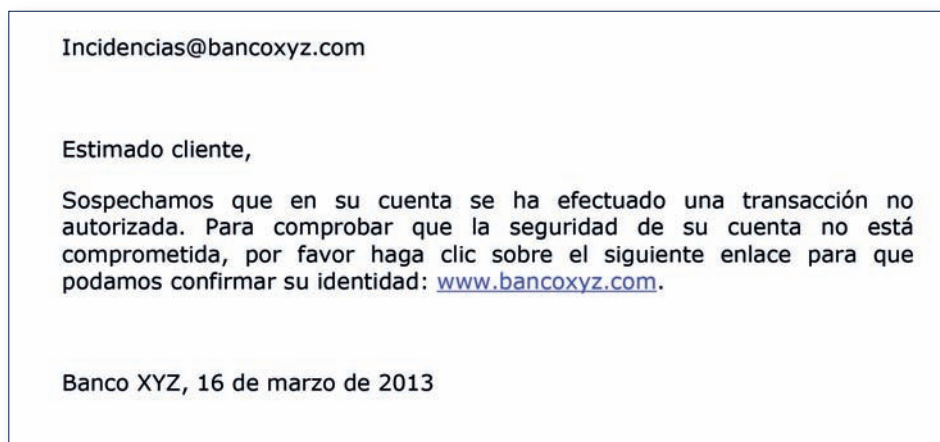 Incidencias@bancoxyz.com
Estimado cliente,
Sospechamos que en su cuenta se ha efectuado una transacción no
autorizada. Para comprobar que la seguridad de su cuenta no está
comprometida, por favor haga clic sobre el siguiente enlace para que
podamos confirmar su identidad: www.bancoxyz.com.
Banco XYZ, 16 de marzo de 2013